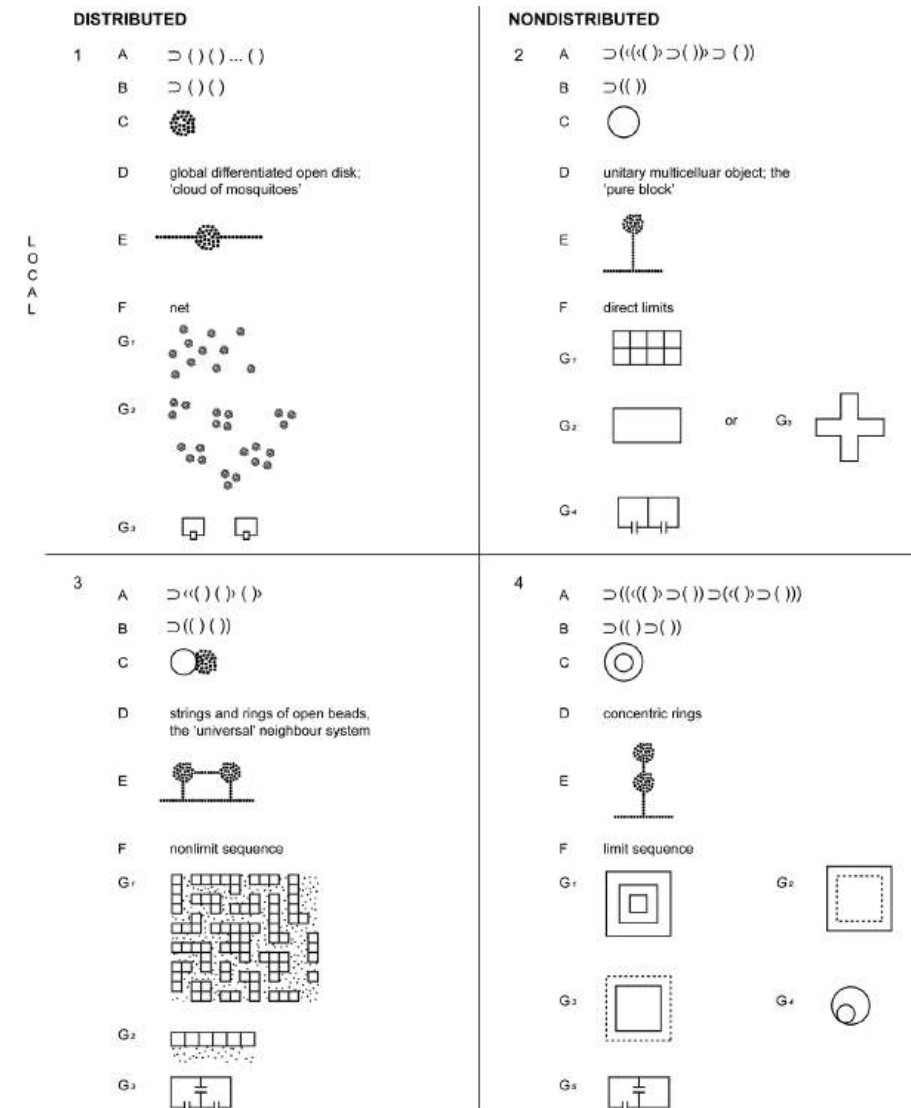 DISTRIBUTED
1
A ⊃ ( ) ( ) ... ( )
B ⊃ ( ) ( )
C
D global differentiated open disk;
'cloud of mosquitoes'
E
F net
G₁
G₂
G₃
LOCAL
NONDISTRIBUTED
2
A ⊃(‹(‹( )› ⊃( ))› ⊃ ( ))
B ⊃(( ))
C
D unitary multicelluar object; the
'pure block'
E
F direct limits
G₁
G₂ or G₃
G₄
3
A ⊃ ‹‹( ) ( )› ( )›
B ⊃(( ) ( ))
C
D strings and rings of open beads,
the 'universal' neighbour system
E
F nonlimit sequence
G₁
G₂
G₃
4
A ⊃((‹(( )› ⊃( )) ⊃(‹( )› ⊃ ( )))
B ⊃(( ) ⊃( ))
C
D concentric rings
E
F limit sequence
G₁ G₂
G₃ G₄
G₅